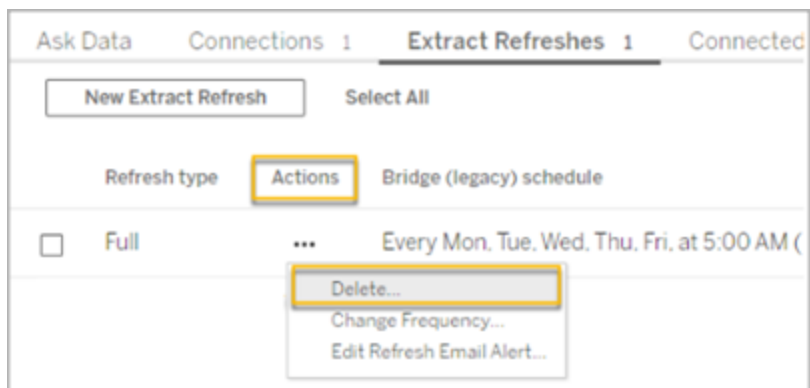 Ask Data Connections 1 Extract Refreshes 1 Connected
New Extract Refresh Select All
Refresh type Actions Bridge (legacy) schedule
Full ••• Every Mon, Tue, Wed, Thu, Fri, at 5:00 AM (
Delete...
Change Frequency...
Edit Refresh Email Alert...